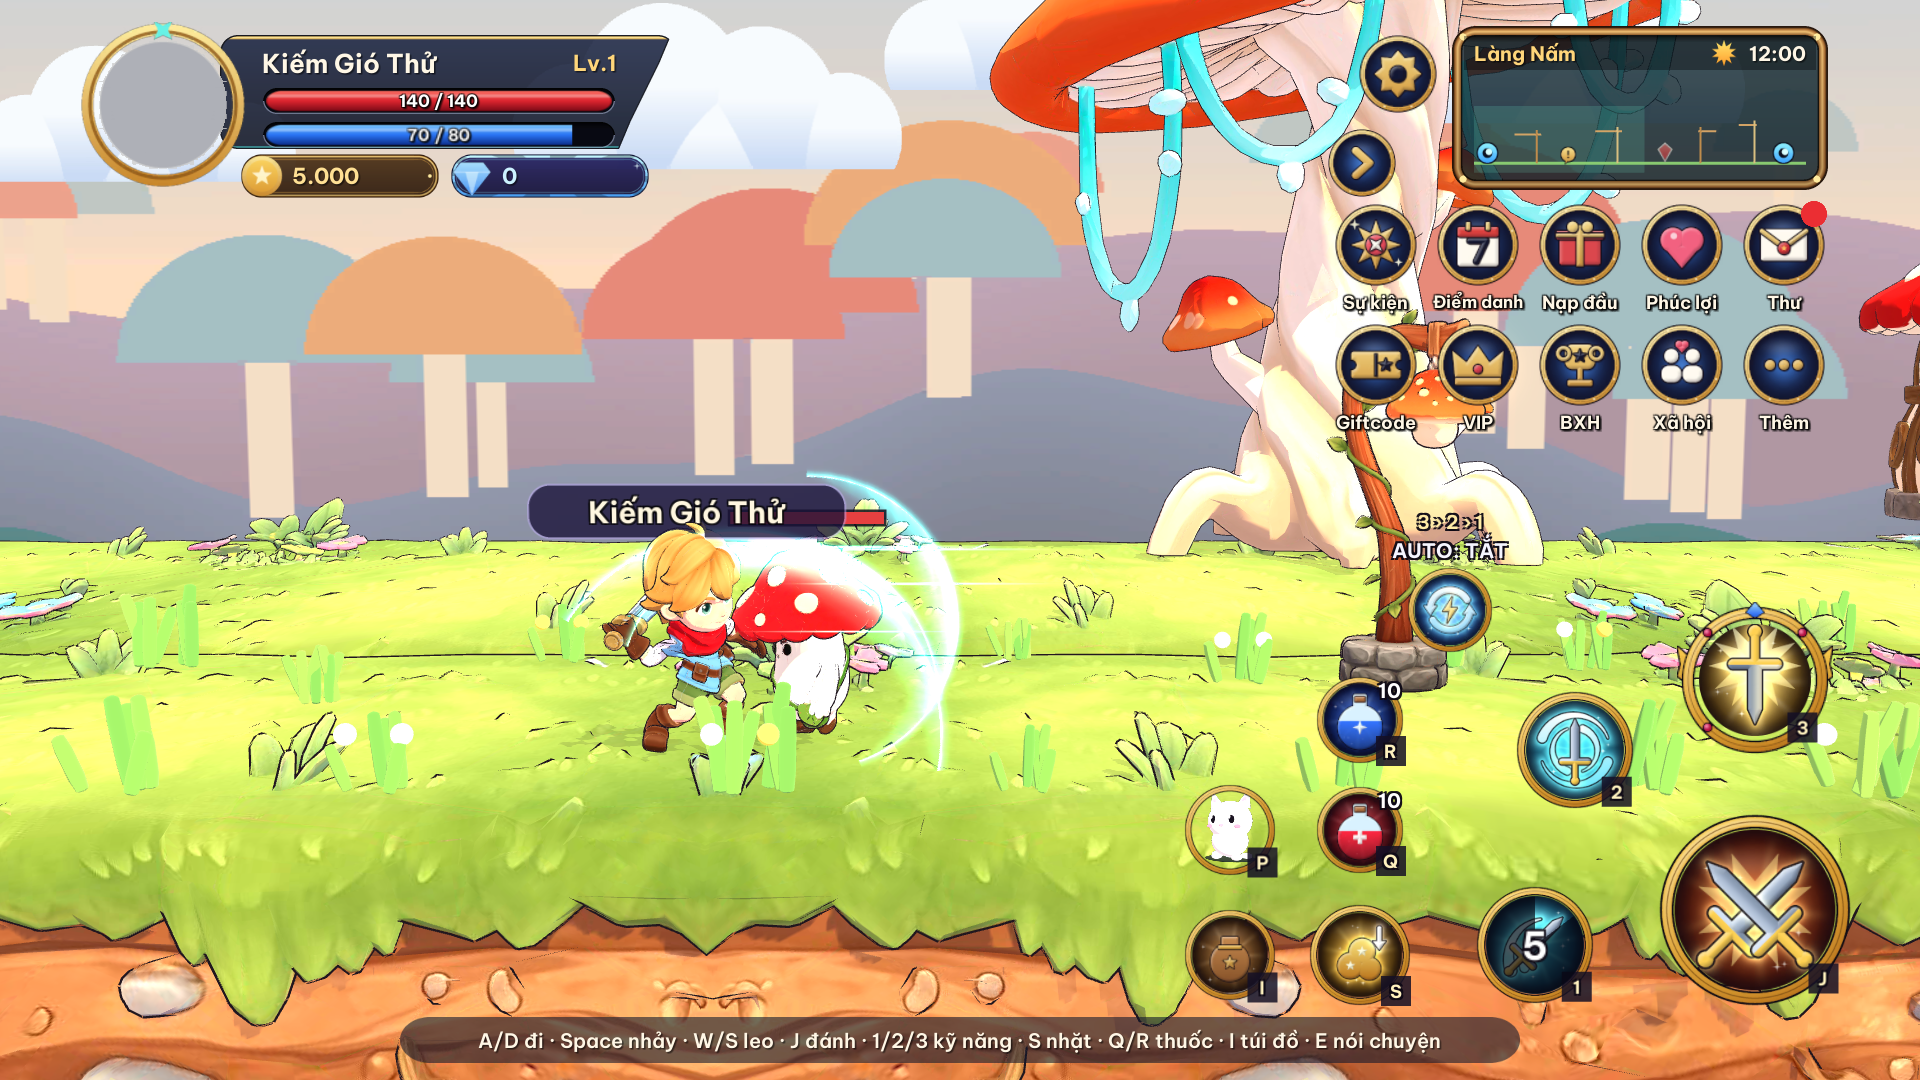 Kiếm Gió Thử
Lv.1
140 / 140
70 / 80
5.000
0
Làng Nấm
12:00
7
Sự kiện
Điểm danh
Nạp đầu
Phúc lợi
Thư
Giftcode
VIP
BXH
Xã hội
Thêm
Kiếm Gió Thử
3>2>1
AUTO: TẮT
10
R
3
2
10
P
Q
5
I
S
1
J
A/D đi · Space nhảy · W/S leo · J đánh · 1/2/3 kỹ năng · S nhặt · Q/R thuốc · I túi đồ · E nói chuyện